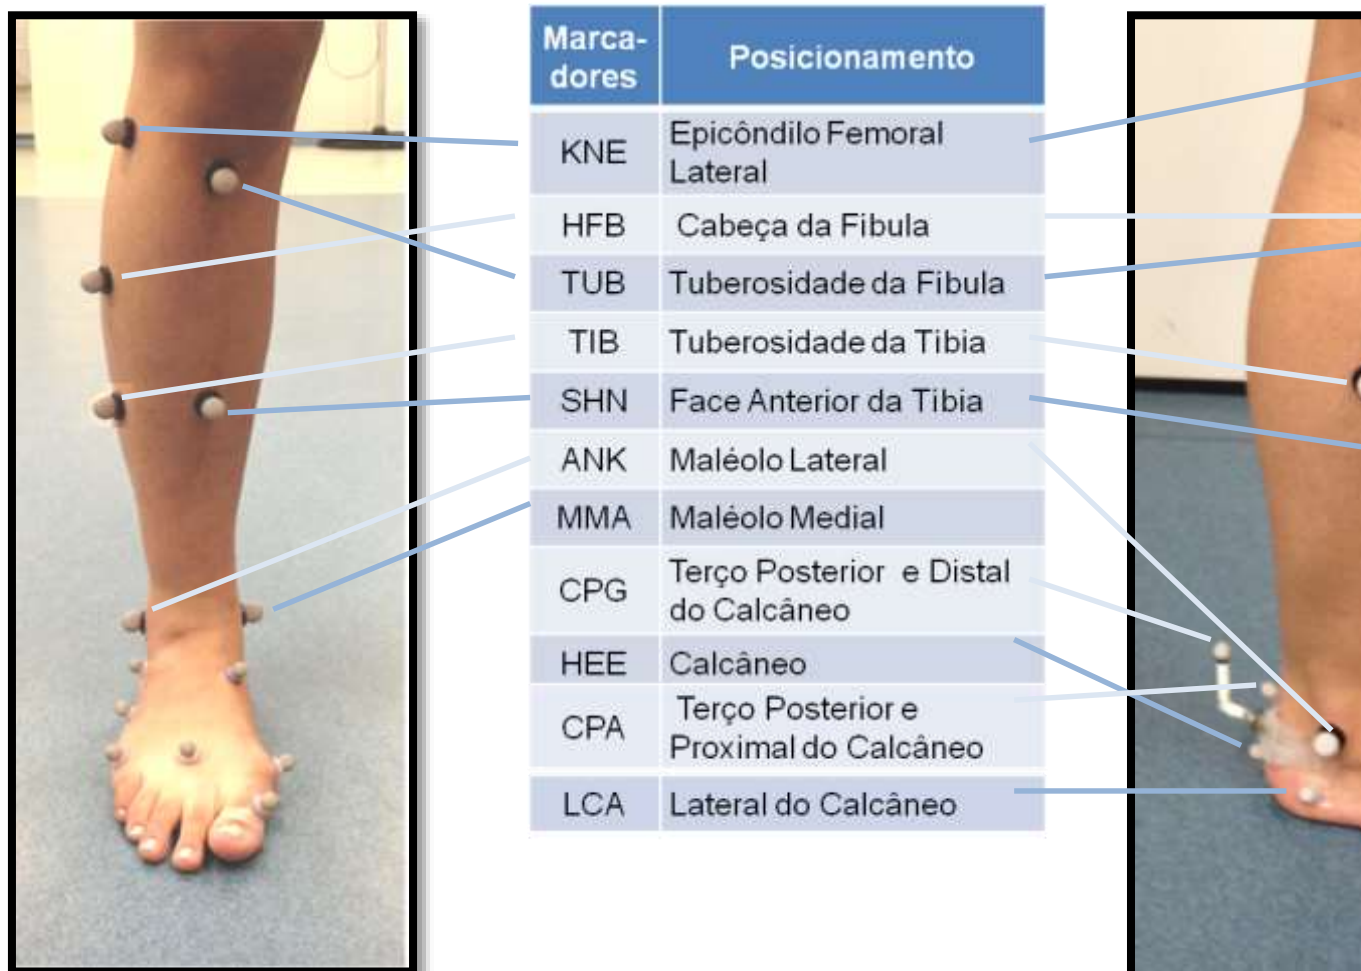 Marca-
dores
Posicionamento
KNE
Epicôndilo Femoral
Lateral
HFB
Cabeça da Fibula
TUB
Tuberosidade da Fibula
TIB
Tuberosidade da Tibia
SHN
Face Anterior da Tíbia
ANK
Maléolo Lateral
MMA
Maléolo Medial
CPG
Terço Posterior e Distal
do Calcâneo
HEE
Calcâneo
CPA
Terço Posterior e
Proximal do Calcâneo
LCA
Lateral do Calcâneo